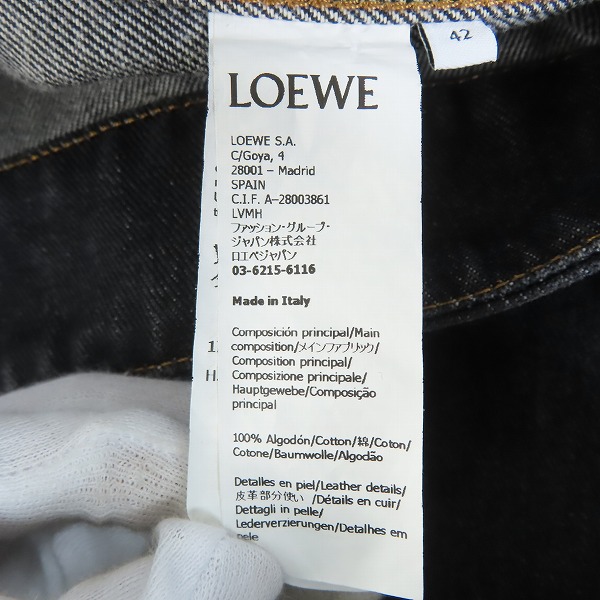 42
LOEWE
LOEWE S.A.
C/Goya, 4
28001 – Madrid
SPAIN
C.I.F. A-28003861
LVMH
ファッション・グループ・
ジャパン株式会社
ロエベジャパン
03-6215-6116
Made in Italy
Composición principal/Main
composition/メインファブリック/
Composition principal/
Composizione principale/
Hauptgewebe/Composição
principal
100% Algodón/Cotton/綿/Coton/
Cotone/Baumwolle/Algodão
Detalles en piel/Leather details/
皮革部分使い /Détails en cuir/
Dettagli in pelle/
Lederverzierungen/Detalhes em
pele